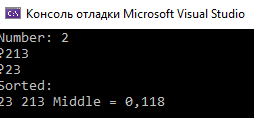 Консоль отладки Microsoft Visual Studio
Number: 2
?213
?23
Sorted:
23 213 Middle = 0,118